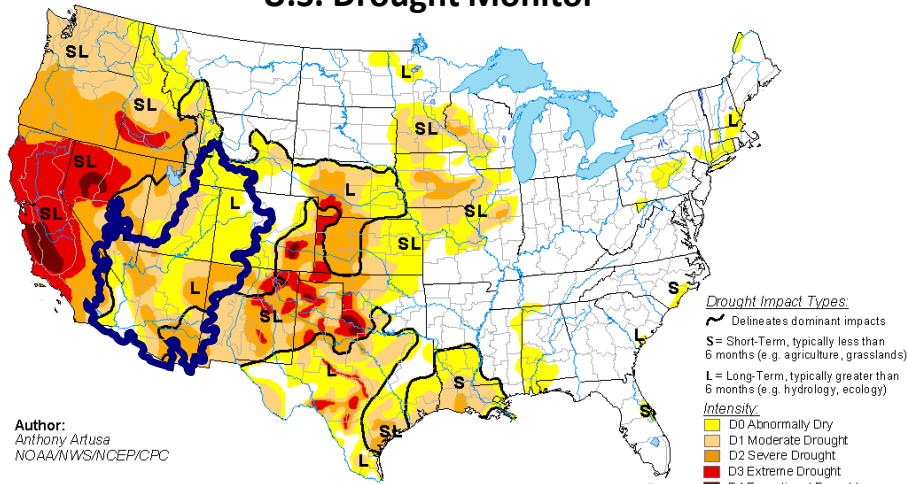 U.S. Drought Monitor
SL
L
SL
L
SL
SL
L
SL
L
SL
SL
SL
L
S
L
SL
L
S
L
S
Drought Impact Types:
Delineates dominant impacts
S = Short-Term, typically less than
6 months (e.g. agriculture, grasslands)
L = Long-Term, typically greater than
6 months (e.g. hydrology, ecology)
Intensity:
D0 Abnormally Dry
D1 Moderate Drought
D2 Severe Drought
D3 Extreme Drought
Author:
Anthony Artusa
NOAA/NWS/NCEP/CPC